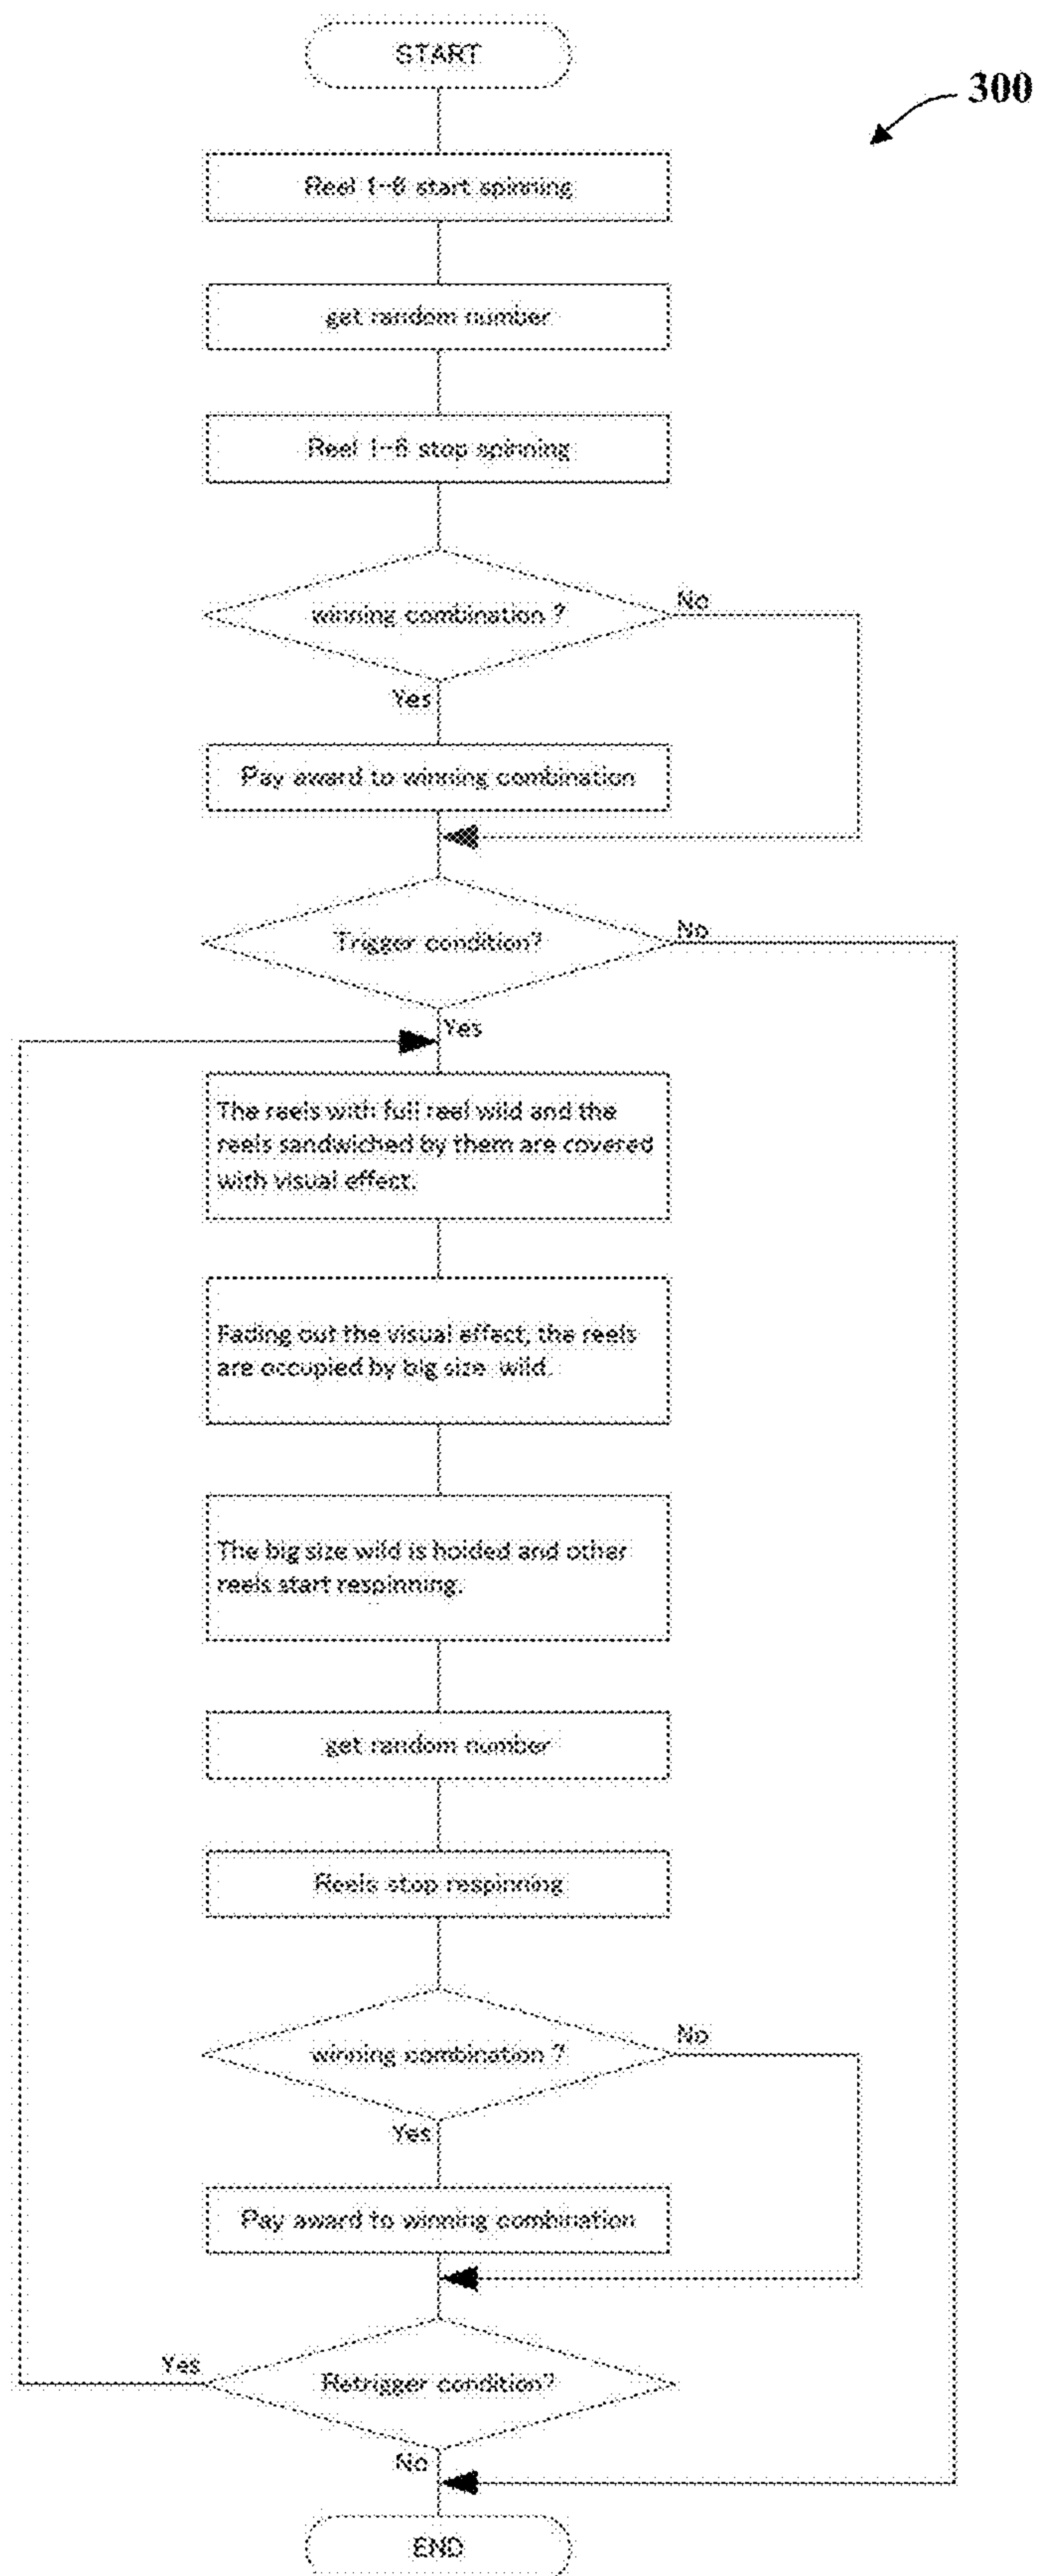 START
300
Reel 1~6 start spinning
get random number
Reel 1~6 stop spinning
winning combination ?
No
Yes
Pay award to winning combination
Trigger condition?
No
Yes
The reels with full reel wild and the
reels sandwiched by them are covered
with visual effect.
Fading out the visual effect, the reels
are occupied by big size wild.
The big size wild is holded and other
reels start respinning.
get random number
Reels stop respinning
winning combination ?
No
Yes
Pay award to winning combination
Yes
Retrigger condition?
No
END